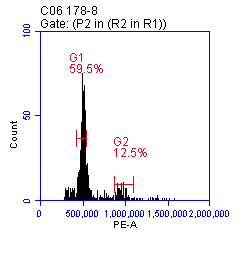 C06 178-8
Gate: (P2 in (R2 in R1))
100
G1
59.5%
50
Count
G2
12.5%
0
0 500,000 1,000,000 1,500,000 2,000,000
PE-A